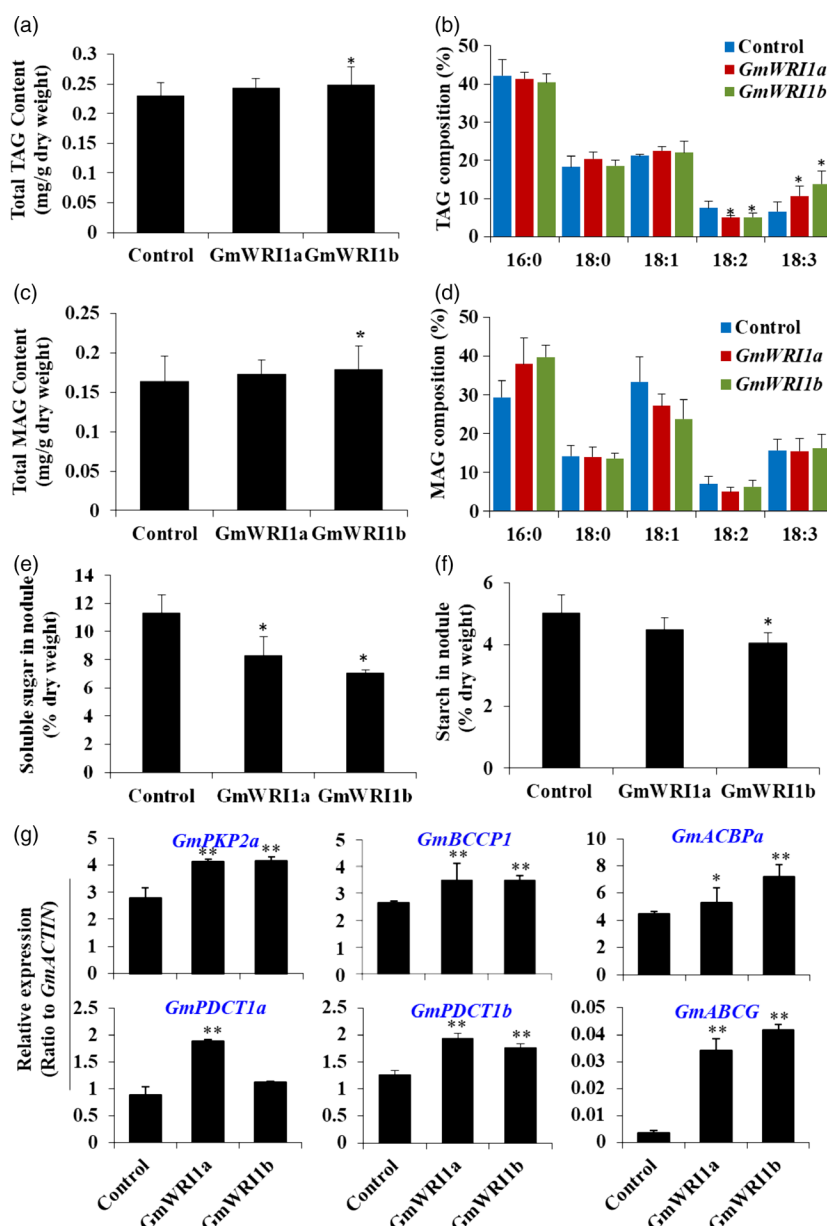 (a)
Total TAG Content
(mg/g dry weight)
0.3
0.25
0.2
0.15
0.1
0.05
0
*
Control GmWRI1a GmWRI1b
(b)
TAG composition (%)
50
40
30
20
10
0
Control
GmWRI1a
GmWRI1b
* * * *
16:0 18:0 18:1 18:2 18:3
(c)
Total MAG Content
(mg/g dry weight)
0.2
0.15
0.1
0.05
0
*
Control GmWRI1a GmWRI1b
(d)
MAG composition (%)
50
40
30
20
10
0
Control
GmWRI1a
GmWRI1b
16:0 18:0 18:1 18:2 18:3
(e)
Soluble sugar in nodule
(% dry weight)
14
12
10
8
6
4
2
0
* *
Control GmWRI1a GmWRI1b
(f)
Starch in nodule
(% dry weight)
6
4
2
0
*
Control GmWRI1a GmWRI1b
(g)
Relative expression
(Ratio to GmACTIN)
GmPKP2a
5
4
3
2
1
0
** **
GmBCCP1
5
4
3
2
1
0
** **
GmACBPa
10
8
6
4
2
0
* **
GmPDCT1a
2.5
2
1.5
1
0.5
0
**
GmPDCT1b
2.5
2
1.5
1
0.5
0
** **
GmABCG
0.05
0.04
0.03
0.02
0.01
0
** **
Control GmWRI1a GmWRI1b
Control GmWRI1a GmWRI1b
Control GmWRI1a GmWRI1b